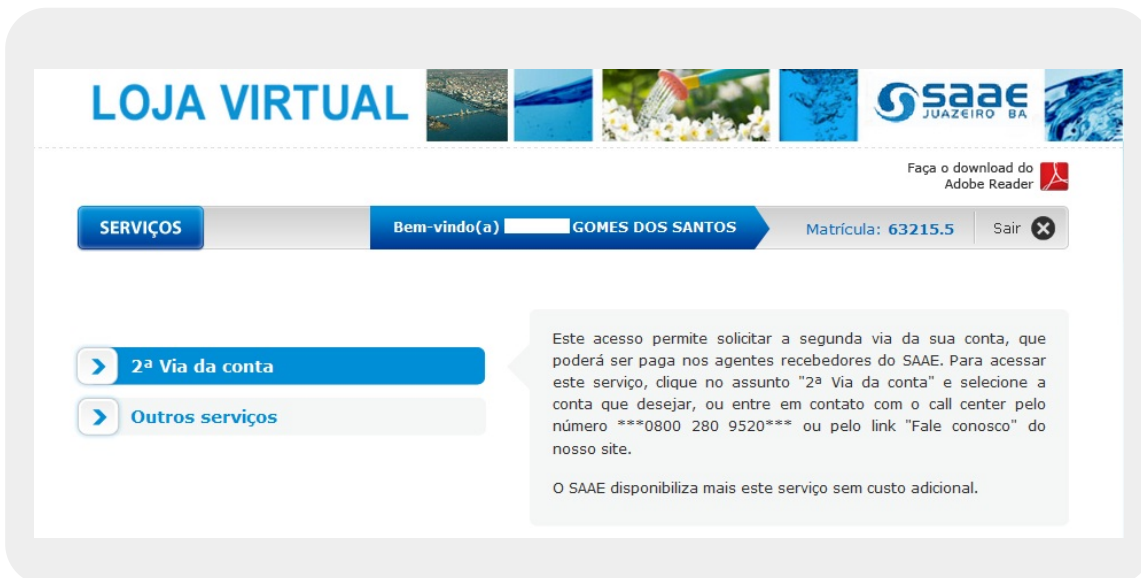 LOJA VIRTUAL
saae
JUAZEIRO BA
Faça o download do
Adobe Reader
SERVIÇOS
Bem-vindo(a) GOMES DOS SANTOS
Matrícula: 63215.5
Sair
2ª Via da conta
Outros serviços
Este acesso permite solicitar a segunda via da sua conta, que
poderá ser paga nos agentes recebedores do SAAE. Para acessar
este serviço, clique no assunto "2ª Via da conta" e selecione a
conta que desejar, ou entre em contato com o call center pelo
número ***0800 280 9520*** ou pelo link "Fale conosco" do
nosso site.
O SAAE disponibiliza mais este serviço sem custo adicional.